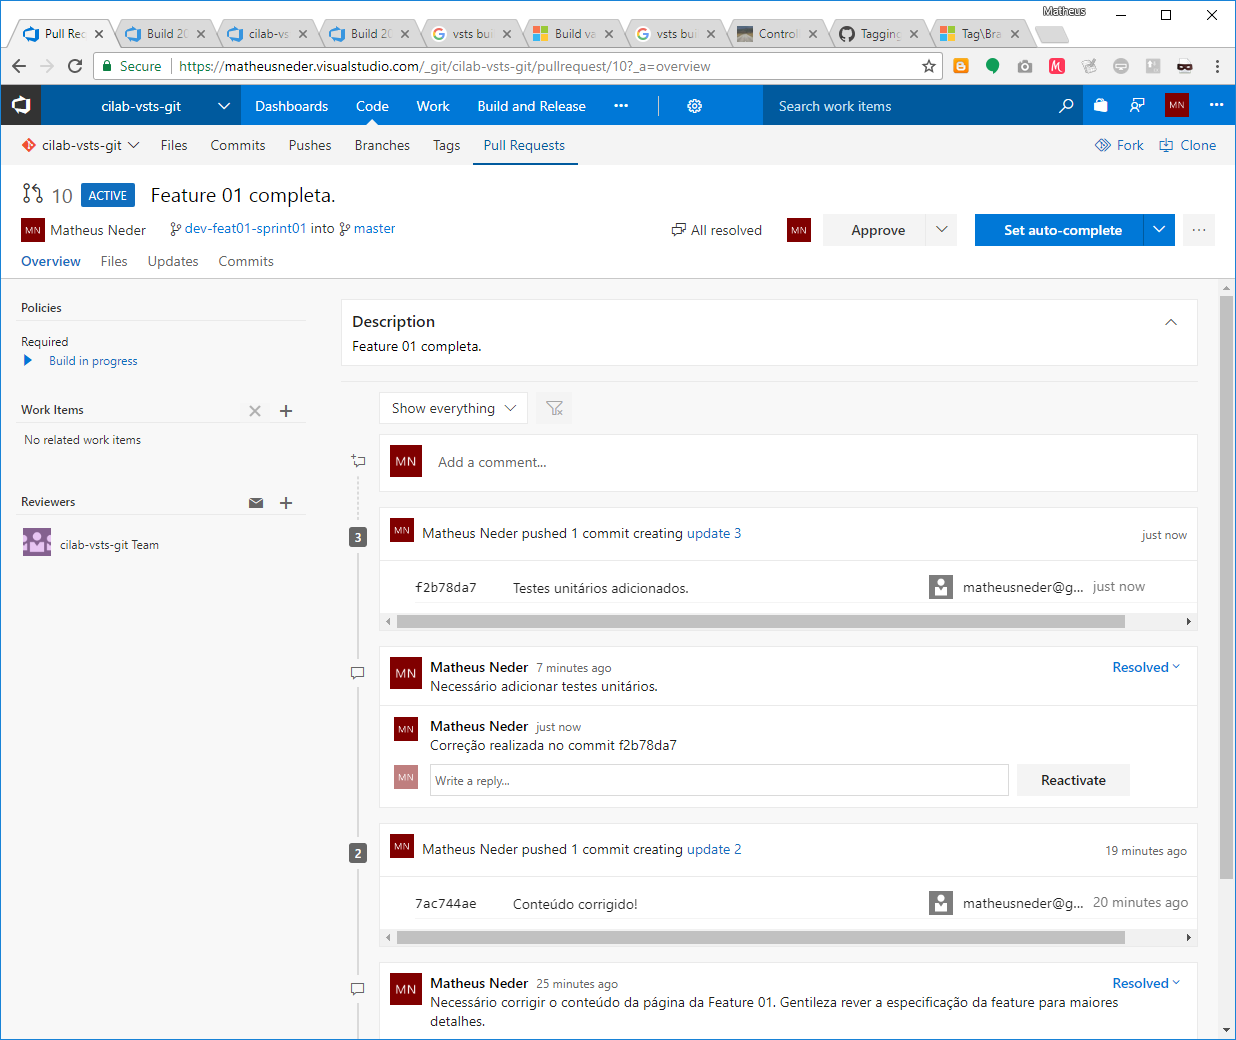 Matheus
Pull Rec
Build 20
cilab-vs
Build 20
vsts bui
Build va
vsts bui
Control
Tagging
Tag\Bra
Secure
https://matheusneder.visualstudio.com/_git/cilab-vsts-git/pullrequest/10?_a=overview
cilab-vsts-git
Dashboards
Code
Work
Build and Release
Search work items
MN
cilab-vsts-git
Files
Commits
Pushes
Branches
Tags
Pull Requests
Fork
Clone
10 ACTIVE Feature 01 completa.
MN Matheus Neder dev-feat01-sprint01 into master
All resolved
MN
Approve
Set auto-complete
Overview
Files
Updates
Commits
Policies
Required
Build in progress
Work Items
No related work items
Reviewers
cilab-vsts-git Team
Description
Feature 01 completa.
Show everything
MN Add a comment...
3
MN Matheus Neder pushed 1 commit creating update 3 just now
f2b78da7 Testes unitários adicionados. matheusneder@g... just now
MN Matheus Neder 7 minutes ago Resolved
Necessário adicionar testes unitários.
MN Matheus Neder just now
Correção realizada no commit f2b78da7
MN Write a reply... Reactivate
2
MN Matheus Neder pushed 1 commit creating update 2 19 minutes ago
7ac744ae Conteúdo corrigido! matheusneder@g... 20 minutes ago
MN Matheus Neder 25 minutes ago Resolved
Necessário corrigir o conteúdo da página da Feature 01. Gentileza rever a especificação da feature para maiores
detalhes.